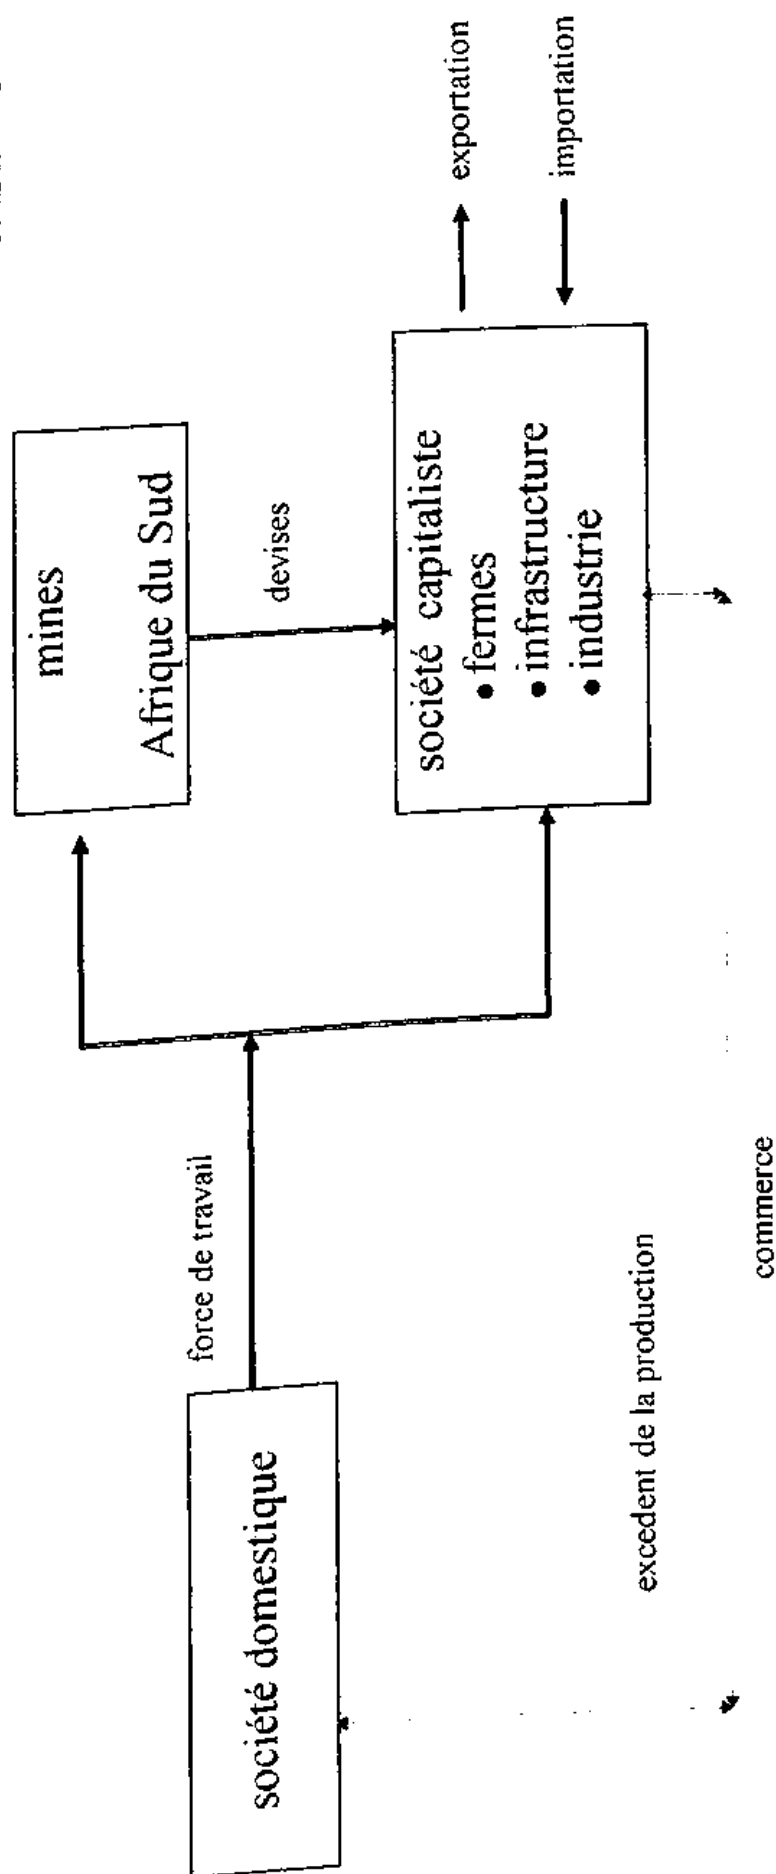 mines
Afrique du Sud
force de travail
devises
société domestique
société capitaliste
• fermes
• infrastructure
• industrie
exportation
importation
excedent de la production
commerce